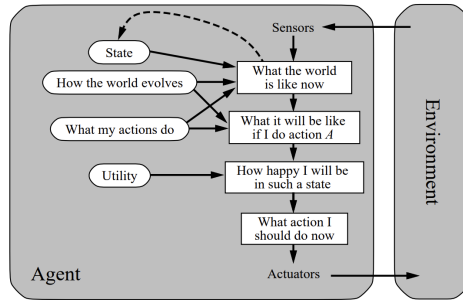 Sensors
State
What the world
is like now
How the world evolves
What my actions do
What it will be like
if I do action A
Utility
How happy I will be
in such a state
What action I
should do now
Agent
Actuators
Environment